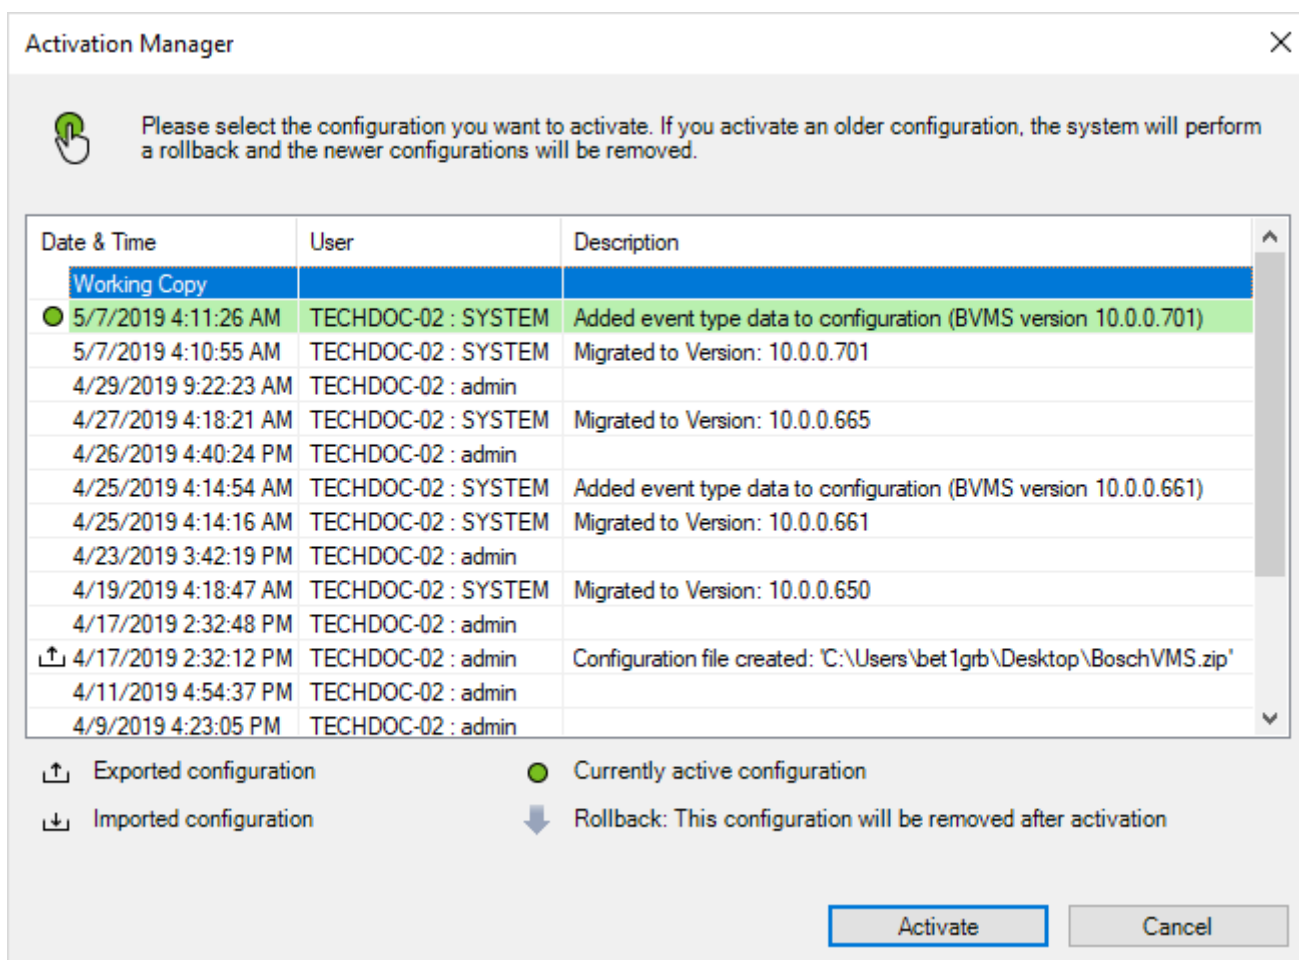 Activation Manager
Please select the configuration you want to activate. If you activate an older configuration, the system will perform
a rollback and the newer configurations will be removed.
Date & Time User Description
Working Copy
5/7/2019 4:11:26 AM TECHDOC-02 : SYSTEM Added event type data to configuration (BVMS version 10.0.0.701)
5/7/2019 4:10:55 AM TECHDOC-02 : SYSTEM Migrated to Version: 10.0.0.701
4/29/2019 9:22:23 AM TECHDOC-02 : admin
4/27/2019 4:18:21 AM TECHDOC-02 : SYSTEM Migrated to Version: 10.0.0.665
4/26/2019 4:40:24 PM TECHDOC-02 : admin
4/25/2019 4:14:54 AM TECHDOC-02 : SYSTEM Added event type data to configuration (BVMS version 10.0.0.661)
4/25/2019 4:14:16 AM TECHDOC-02 : SYSTEM Migrated to Version: 10.0.0.661
4/23/2019 3:42:19 PM TECHDOC-02 : admin
4/19/2019 4:18:47 AM TECHDOC-02 : SYSTEM Migrated to Version: 10.0.0.650
4/17/2019 2:32:48 PM TECHDOC-02 : admin
4/17/2019 2:32:12 PM TECHDOC-02 : admin Configuration file created: 'C:\Users\bet1grb\Desktop\BoschVMS.zip'
4/11/2019 4:54:37 PM TECHDOC-02 : admin
4/9/2019 4:23:05 PM TECHDOC-02 : admin
Exported configuration Currently active configuration
Imported configuration Rollback: This configuration will be removed after activation
Activate Cancel